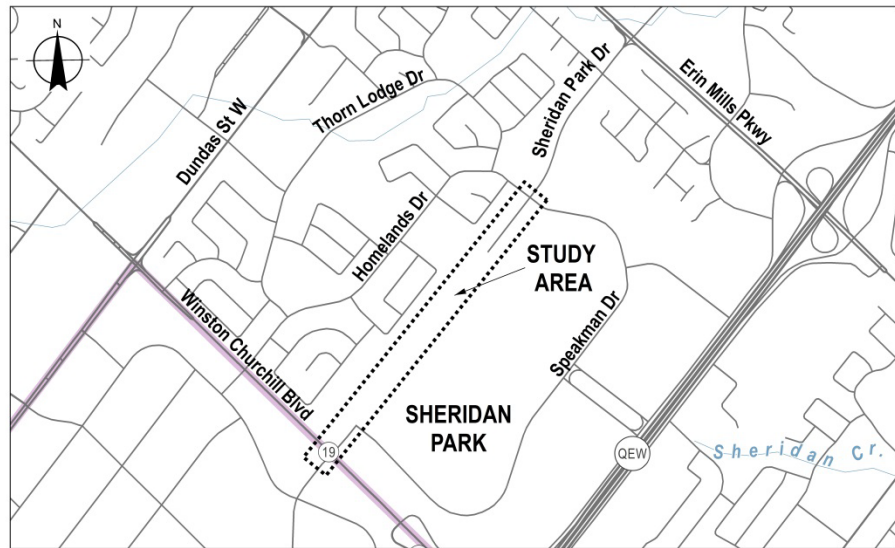 N
Dundas St W
Thorn Lodge Dr
Sheridan Park Dr
Erin Mills Pkwy
Homelands Dr
STUDY
AREA
Winston Churchill Blvd
Speakman Dr
SHERIDAN
PARK
19
QEW
Sheridan Cr.